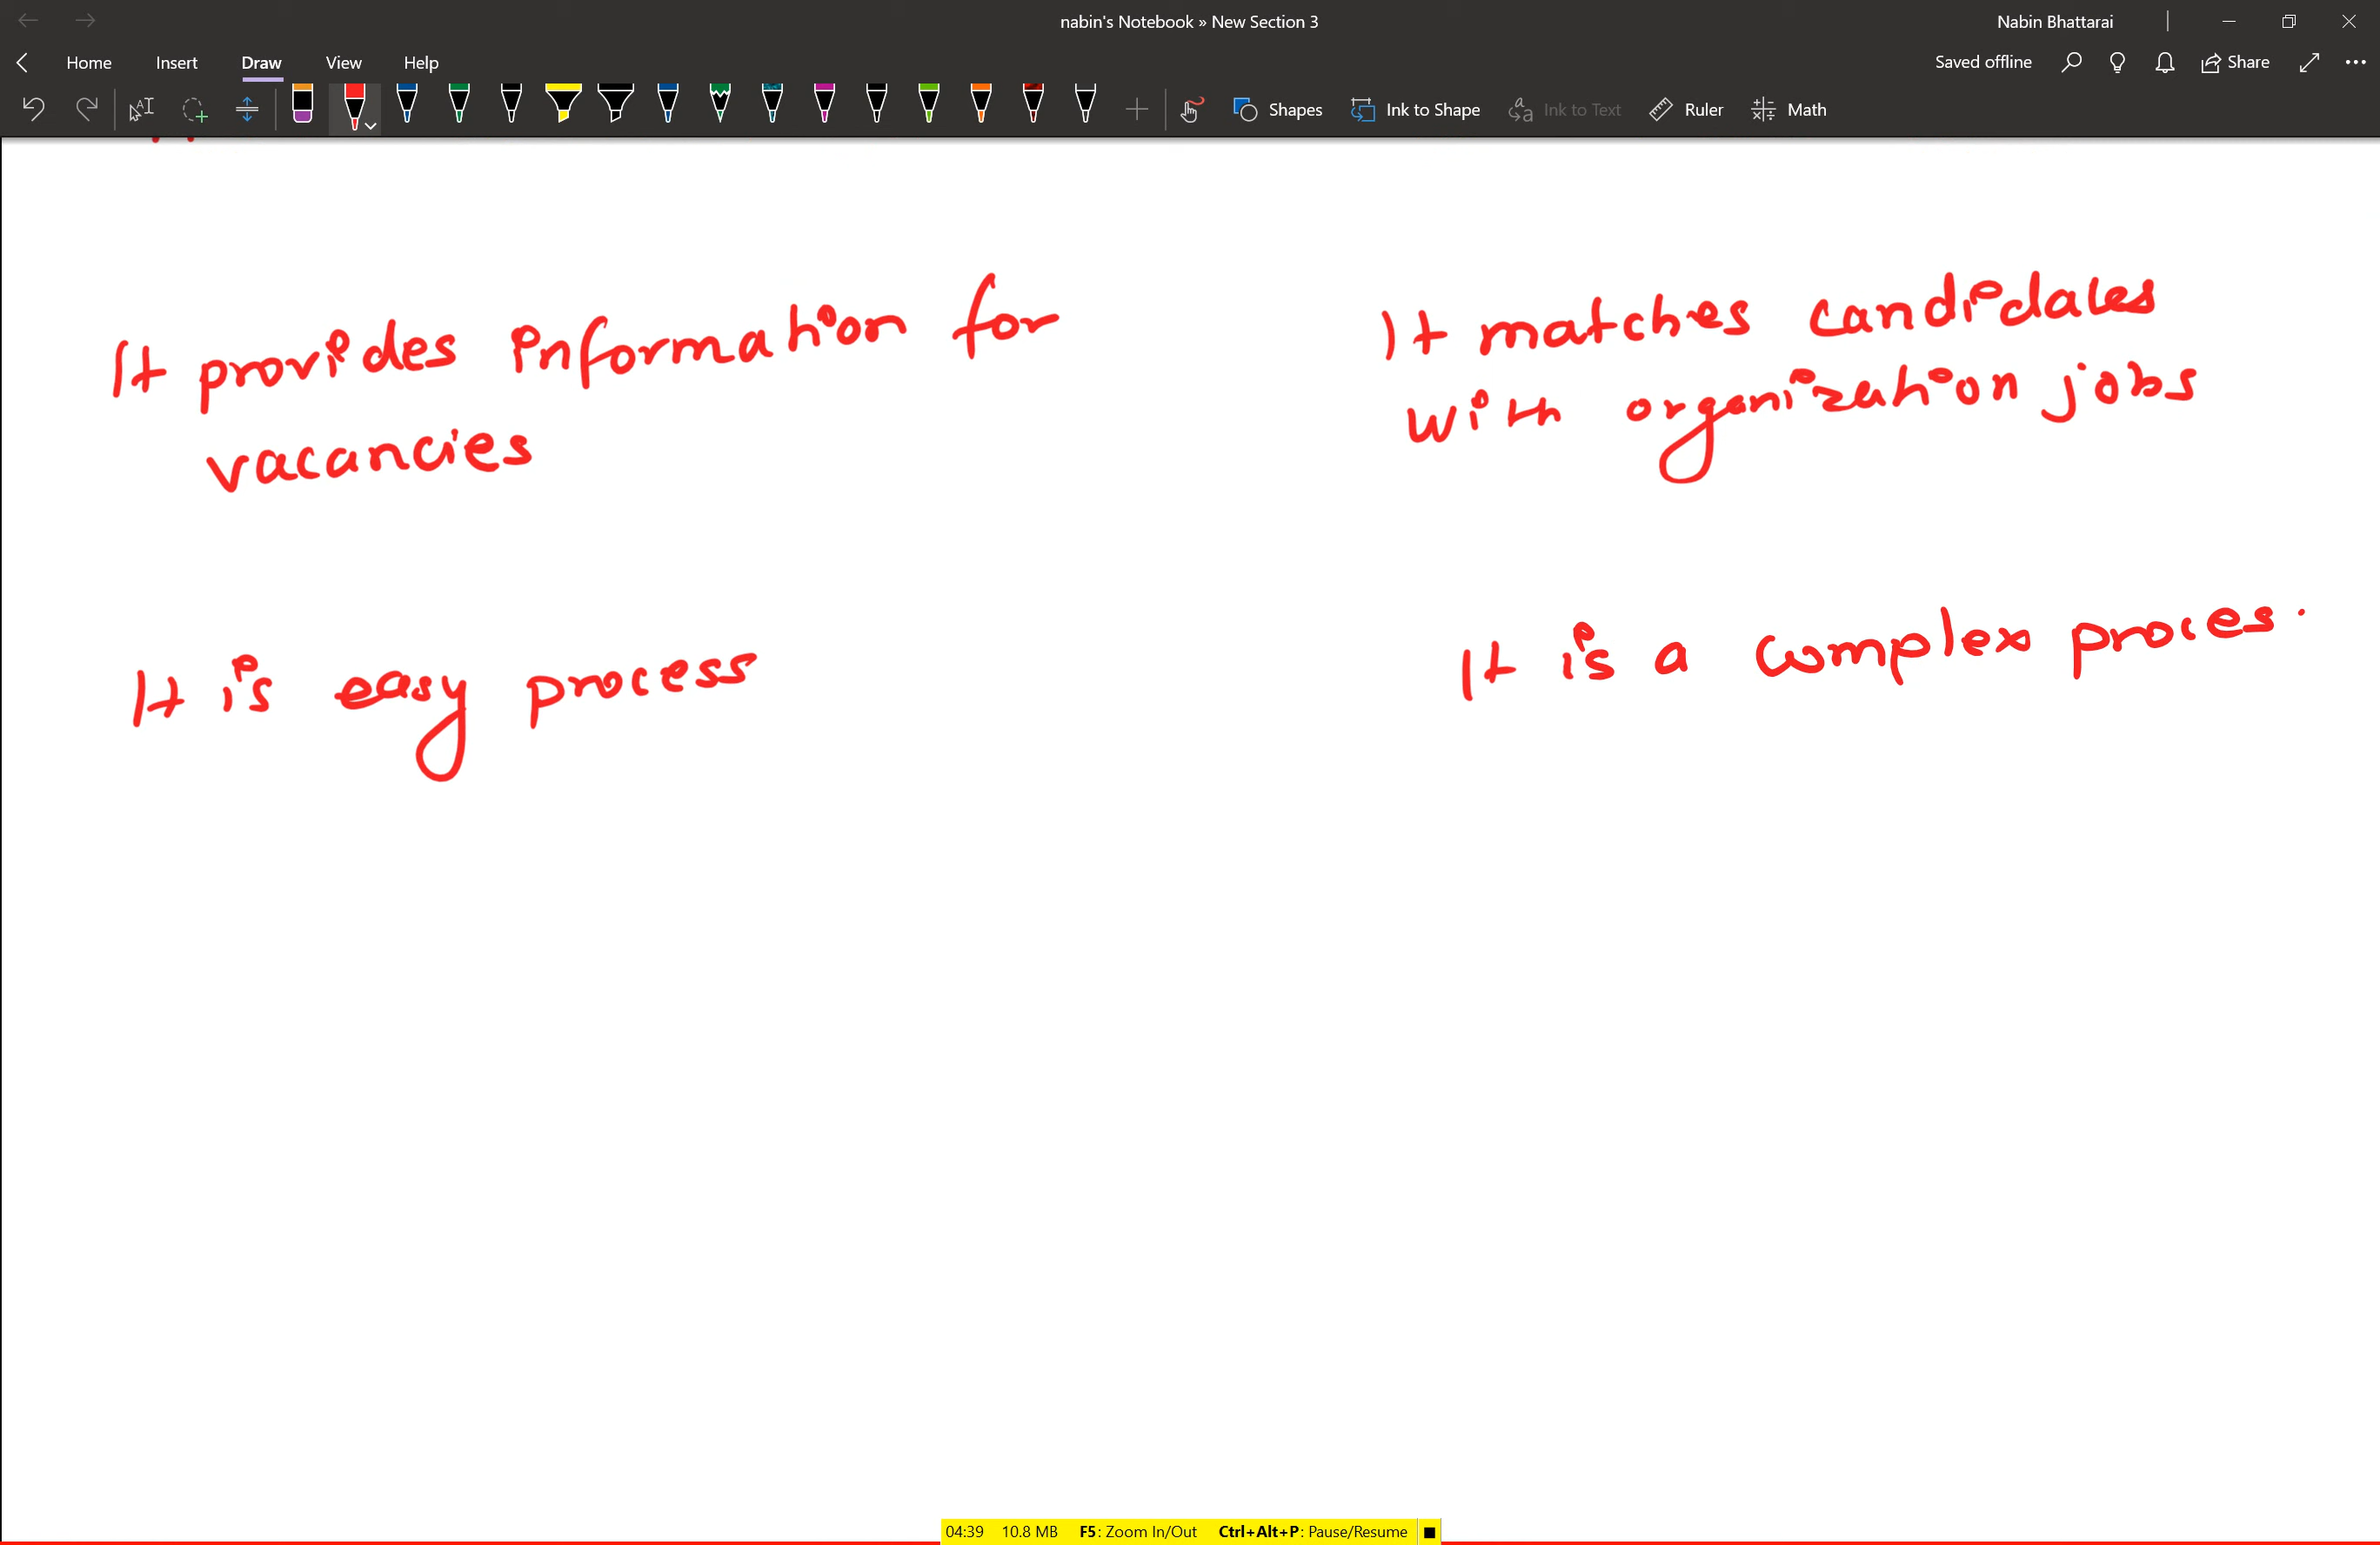 nabin's Notebook » New Section 3
Nabin Bhattarai
Home Insert Draw View Help
Saved offline Share
Shapes Ink to Shape Ink to Text Ruler Math
It provides information for
vacancies
It matches candidates
with organization jobs
It is easy process
It is a complex proces.
04:39 10.8 MB F5: Zoom In/Out Ctrl+Alt+P: Pause/Resume